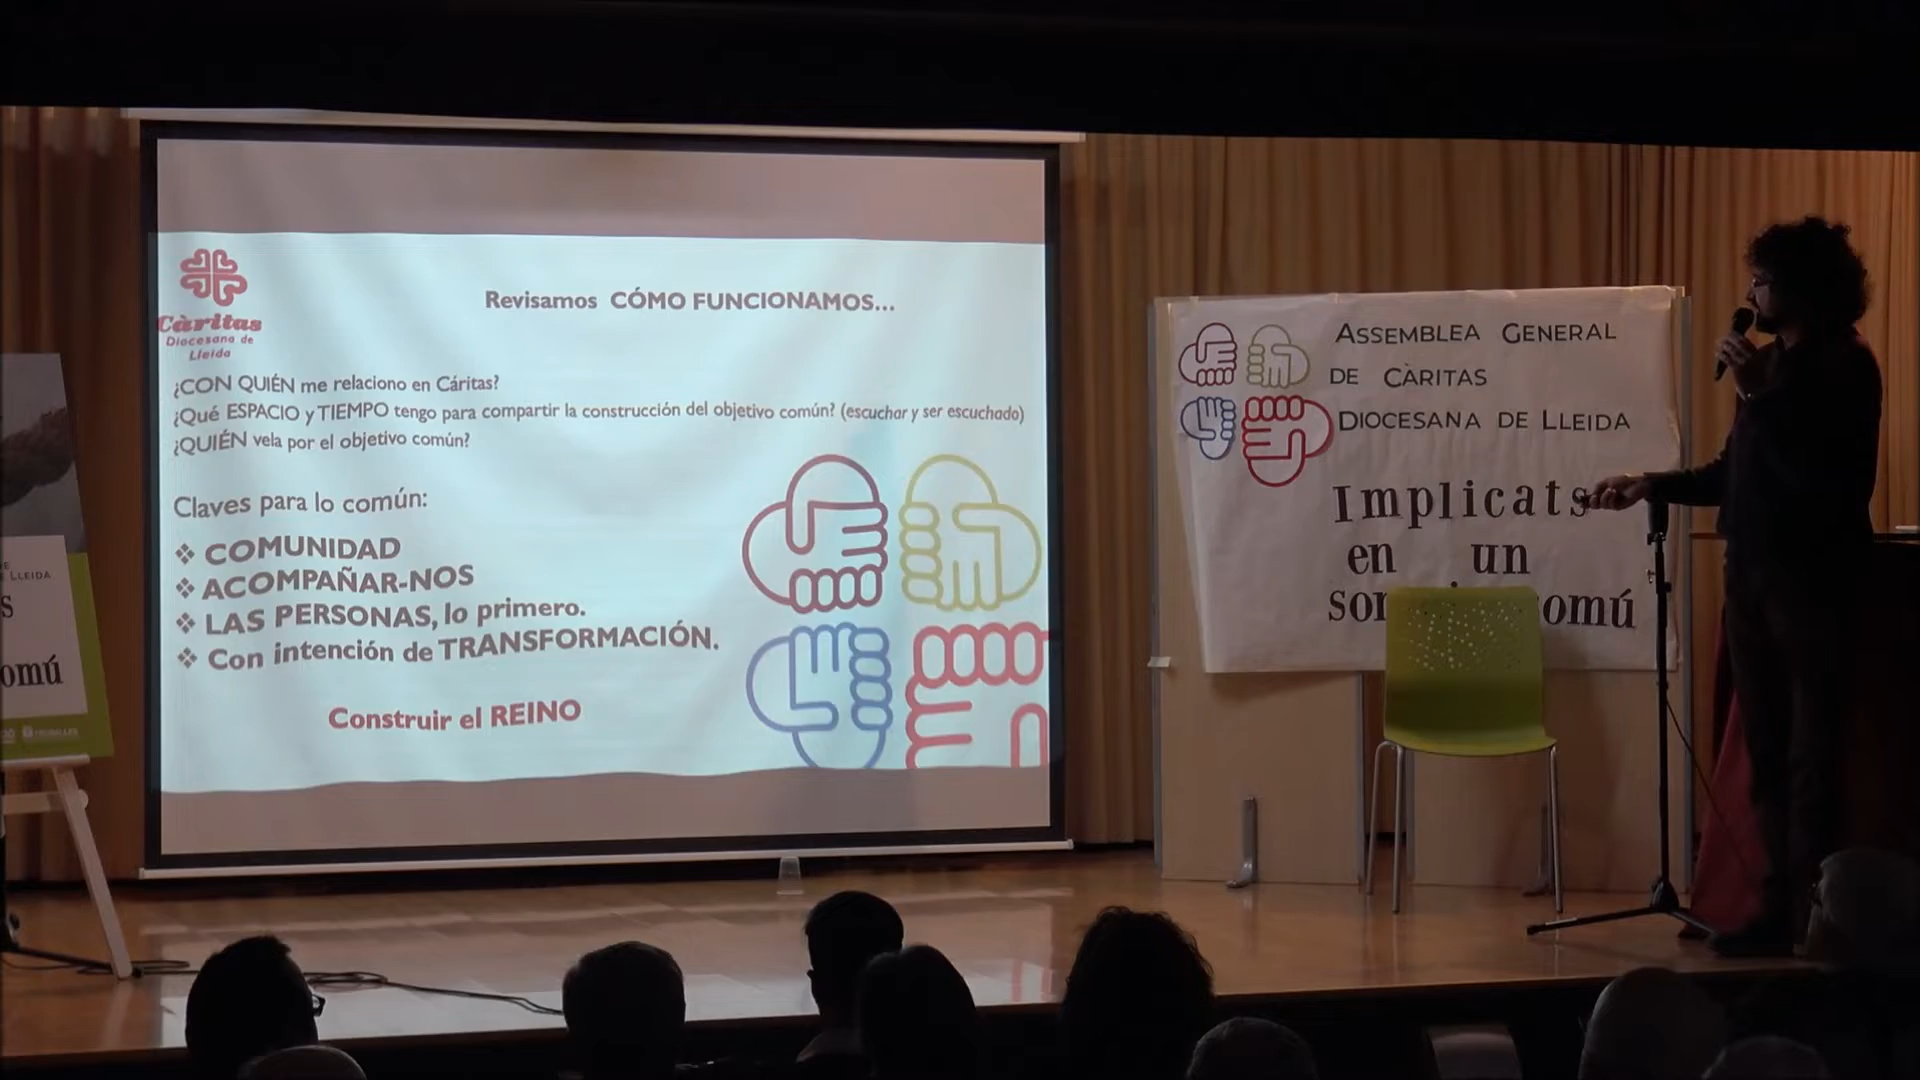 Càritas
Diocesana de
Lleida
Revisamos CÓMO FUNCIONAMOS...
¿CON QUIÉN me relaciono en Cáritas?
¿Qué ESPACIO y TIEMPO tengo para compartir la construcción del objetivo común? (escuchar y ser escuchado)
¿QUIÉN vela por el objetivo común?
Claves para lo común:
❖ COMUNIDAD
❖ ACOMPAÑAR-NOS
❖ LAS PERSONAS, lo primero.
❖ Con intención de TRANSFORMACIÓN.
Construir el REINO
ASSEMBLEA GENERAL
DE CÀRITAS
DIOCESANA DE LLEIDA
Implicats
en un
som omú
LLEIDA
omú